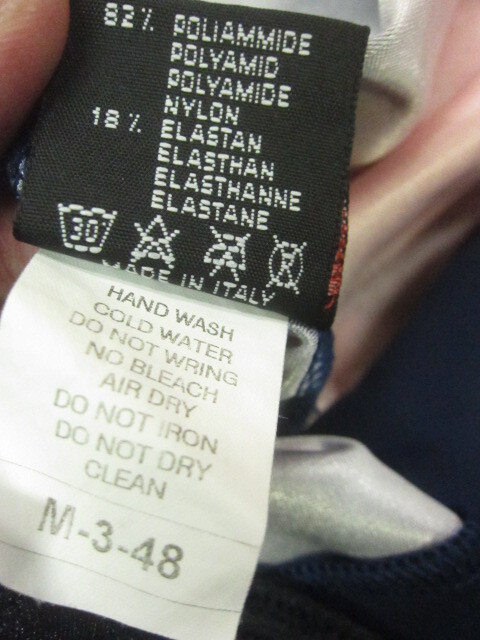 82% POLIAMMIDE
POLYAMID
POLYAMIDE
NYLON
18% ELASTAN
ELASTHAN
ELASTHANNE
ELASTANE
30
MADE IN ITALY
HAND WASH
COLD WATER
DO NOT WRING
NO BLEACH
AIR DRY
DO NOT IRON
DO NOT DRY
CLEAN
M-3-48